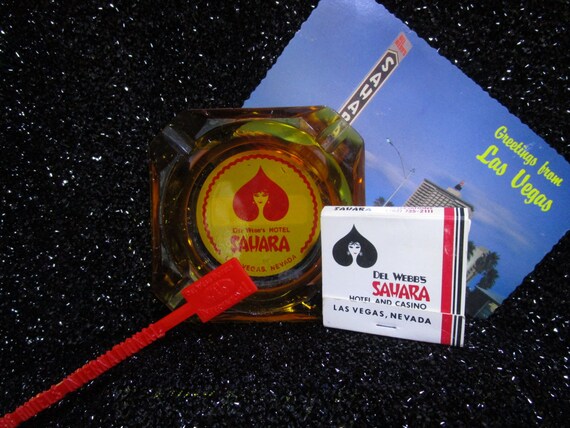 SAHARA
Greetings from
Las Vegas
DEL WEBB'S HOTEL
SAHARA
VEGAS, NEVADA
SAHARA
DEL WEBB'S
SAHARA
HOTEL AND CASINO
LAS VEGAS, NEVADA